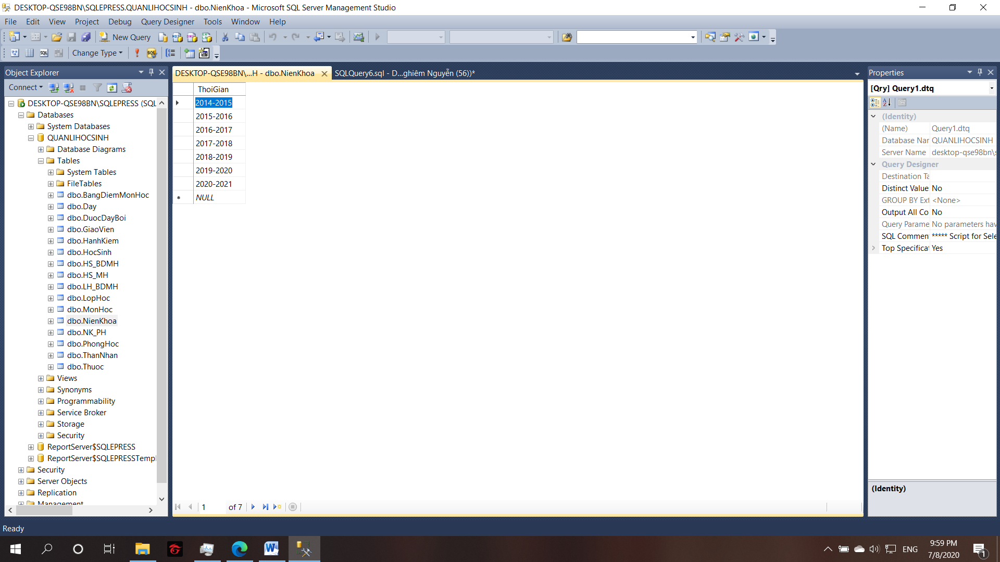 DESKTOP-QSE98BN\SQLEPRESS.QUANLIHOCSINH - dbo.NienKhoa - Microsoft SQL Server Management Studio
File Edit View Project Debug Query Designer Tools Window Help
New Query
Change Type
Object Explorer
Connect
DESKTOP-QSE98BN\SQLEPRESS (SQL
Databases
System Databases
QUANLIHOCSINH
Database Diagrams
Tables
System Tables
FileTables
dbo.BangDiemMonHoc
dbo.Day
dbo.DuocDayBoi
dbo.GiaoVien
dbo.HanhKiem
dbo.HocSinh
dbo.HS_BDMH
dbo.HS_MH
dbo.LH_BDMH
dbo.LopHoc
dbo.MonHoc
dbo.NienKhoa
dbo.NK_PH
dbo.PhongHoc
dbo.ThanNhan
dbo.Thuoc
Views
Synonyms
Programmability
Service Broker
Storage
Security
ReportServer$SQLEPRESS
ReportServer$SQLEPRESSTempl
Security
Server Objects
Replication
Management
DESKTOP-QSE98BN\...H - dbo.NienKhoa
SQLQuery6.sql - D...ghiêm Nguyễn (56))*
ThoiGian
2014-2015
2015-2016
2016-2017
2017-2018
2018-2019
2019-2020
2020-2021
NULL
1 of 7
Properties
[Qry] Query1.dtq
(Identity)
(Name) Query1.dtq
Database Nar QUANLIHOCSINH
Server Name desktop-qse98bn\s
Query Designer
Destination Ta
Distinct Value No
GROUP BY Ext <None>
Output All Co No
Query Parame No parameters hav
SQL Commen ***** Script for Sele
Top Specificat Yes
(Identity)
Ready
ENG
9:59 PM
7/8/2020
1